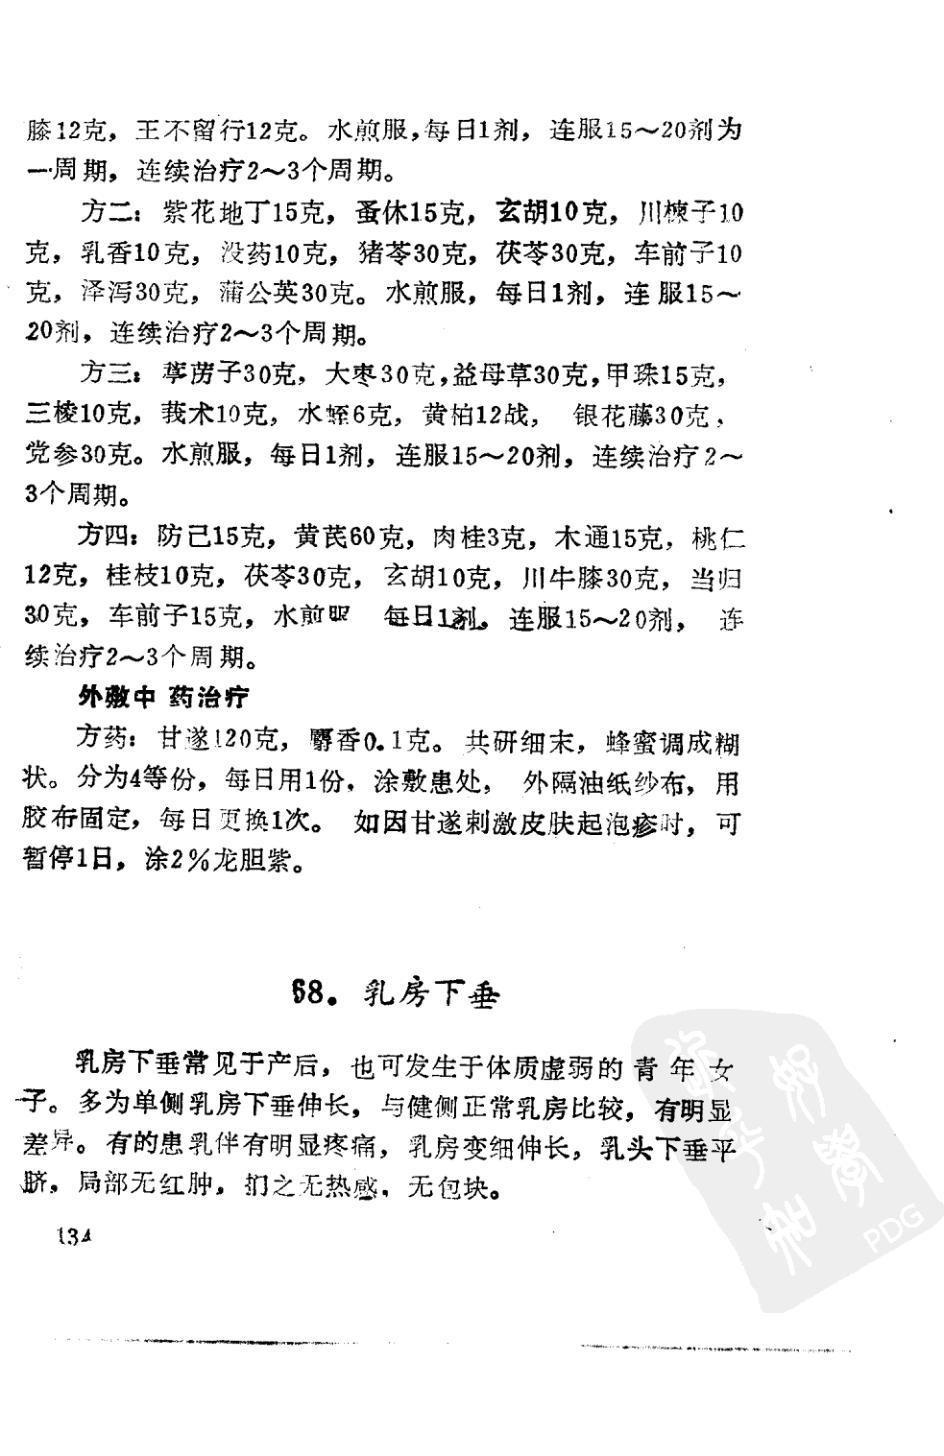 膝12克，王不留行12克。水煎服，每日1剂，连服15～20剂为
一周期，连续治疗2～3个周期。
方二：紫花地丁15克，蚤休15克，玄胡10克，川楝子10
克，乳香10克，没药10克，猪苓30克，茯苓30克，车前子10
克，泽泻30克，蒲公英30克。水煎服，每日1剂，连服15～
20剂，连续治疗2～3个周期。
方三：葶苈子30克，大枣30克，益母草30克，甲珠15克，
三棱10克，莪术10克，水蛭6克，黄柏12战，银花藤30克，
党参30克。水煎服，每日1剂，连服15～20剂，连续治疗2～
3个周期。
方四：防己15克，黄芪60克，肉桂3克，木通15克，桃仁
12克，桂枝10克，茯苓30克，玄胡10克，川牛膝30克，当归
30克，车前子15克，水煎服 每日1剂。连服15～20剂，连
续治疗2～3个周期。
外敷中药治疗
方药：甘遂120克，麝香0.1克。共研细末，蜂蜜调成糊
状。分为4等份，每日用1份，涂敷患处，外隔油纸纱布，用
胶布固定，每日更换1次。如因甘遂刺激皮肤起泡疹时，可
暂停1日，涂2%龙胆紫。
68．乳房下垂
乳房下垂常见于产后，也可发生于体质虚弱的青年女
子。多为单侧乳房下垂伸长，与健侧正常乳房比较，有明显
差异。有的患乳伴有明显疼痛，乳房变细伸长，乳头下垂平
脐，局部无红肿，扪之无热感，无包块。
134
PDG